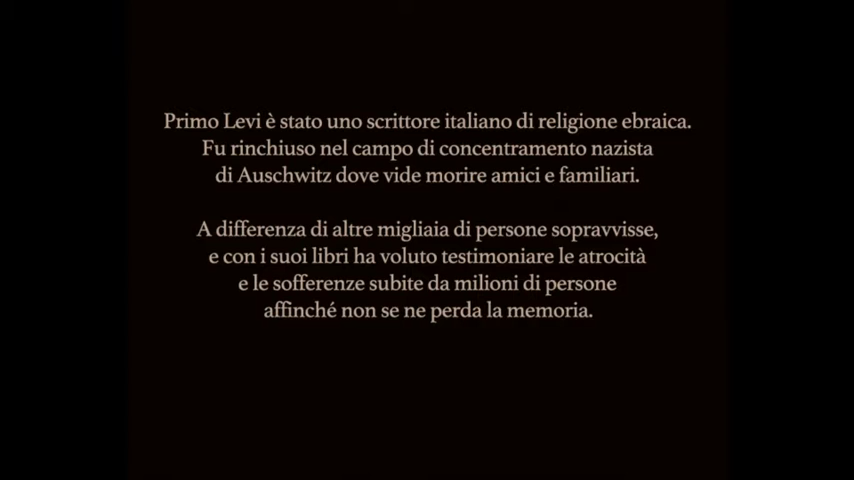 Primo Levi è stato uno scrittore italiano di religione ebraica.
Fu rinchiuso nel campo di concentramento nazista
di Auschwitz dove vide morire amici e familiari.
A differenza di altre migliaia di persone sopravvisse,
e con i suoi libri ha voluto testimoniare le atrocità
e le sofferenze subite da milioni di persone
affinché non se ne perda la memoria.